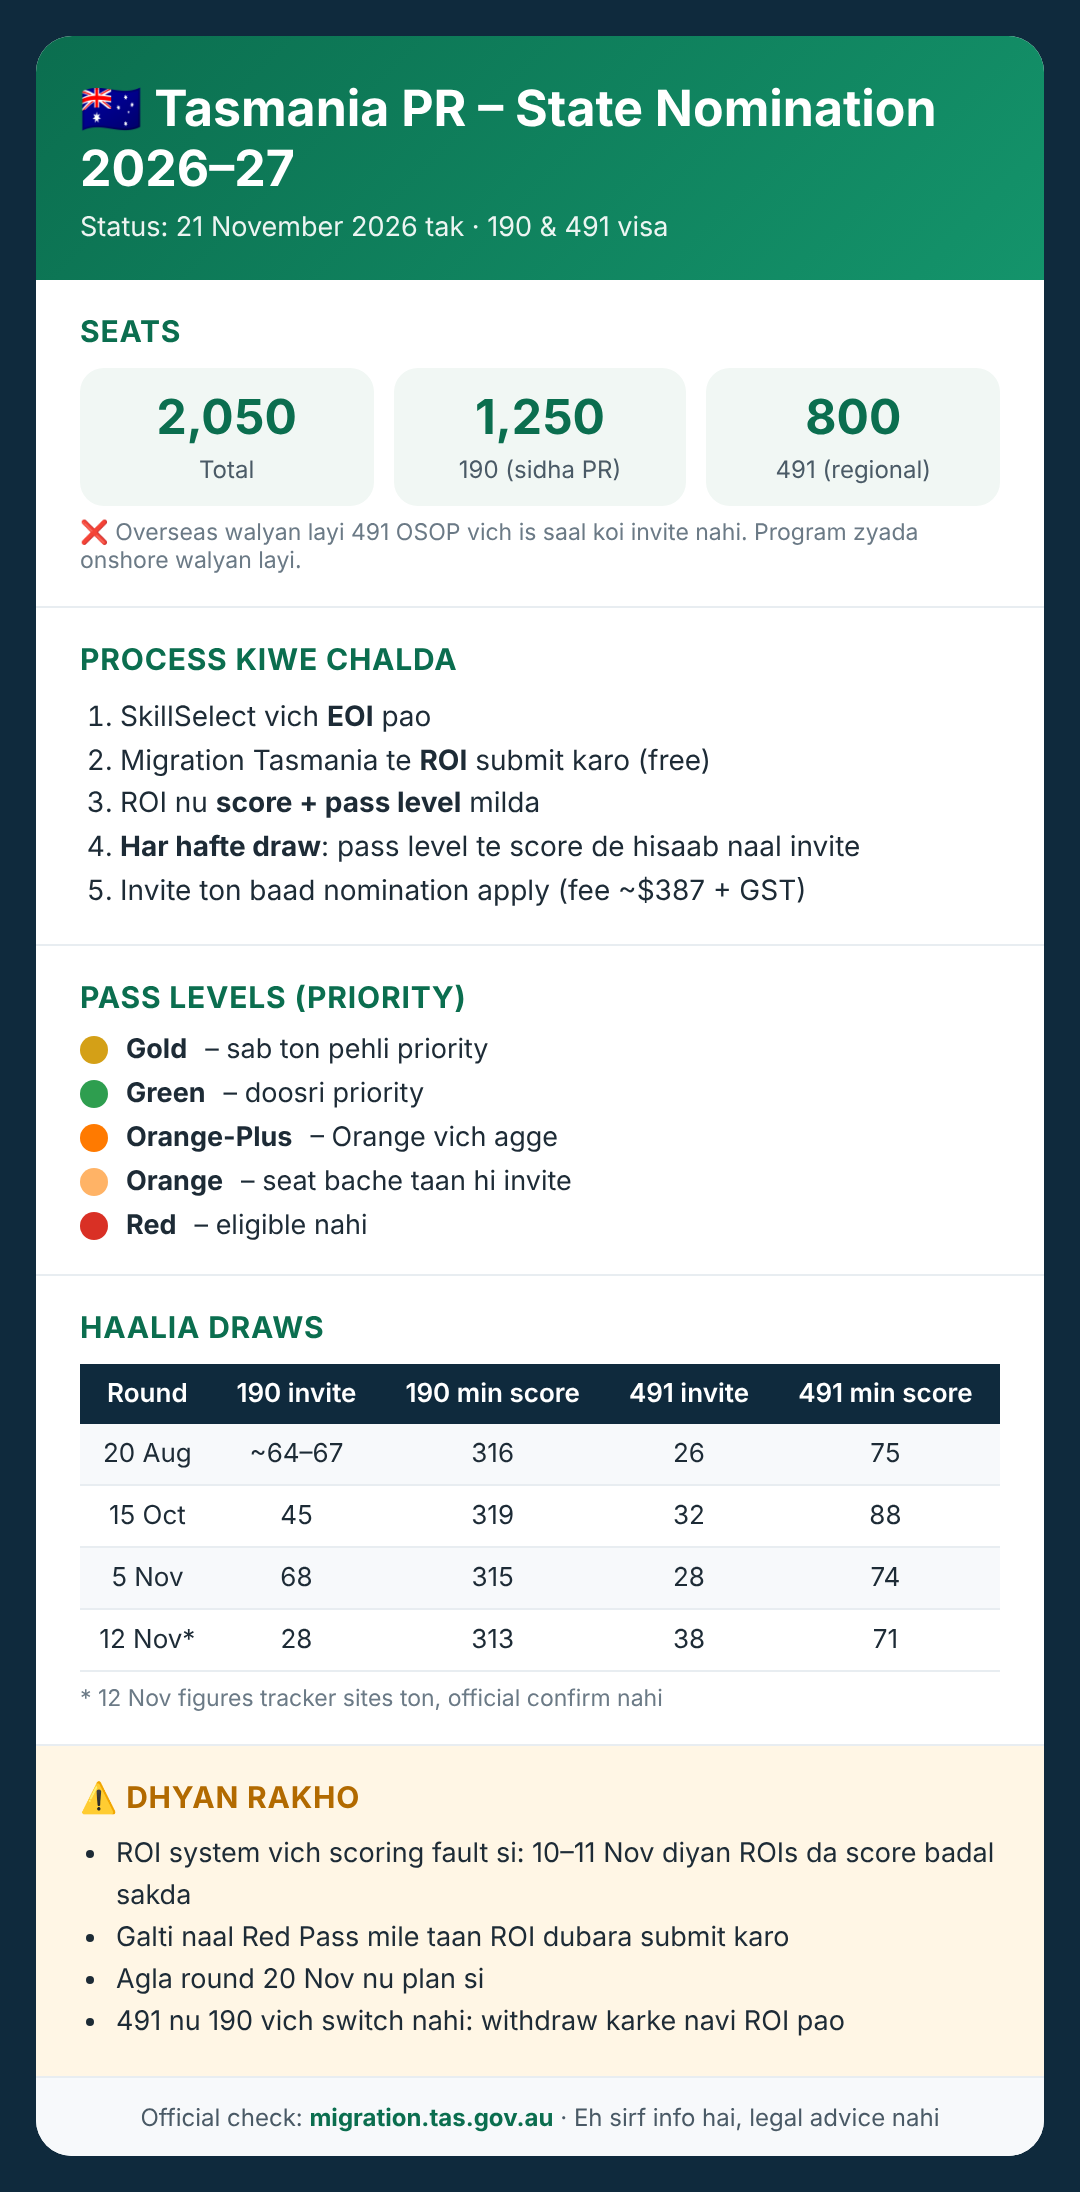 🇦🇺 Tasmania PR – State Nomination
2026–27
Status: 21 November 2026 tak · 190 & 491 visa
SEATS
2,050 1,250 800
Total 190 (sidha PR) 491 (regional)
❌ Overseas walyan layi 491 OSOP vich is saal koi invite nahi. Program zyada
onshore walyan layi.
PROCESS KIWE CHALDA
1. SkillSelect vich EOI pao
2. Migration Tasmania te ROI submit karo (free)
3. ROI nu score + pass level milda
4. Har hafte draw: pass level te score de hisaab naal invite
5. Invite ton baad nomination apply (fee ~$387 + GST)
PASS LEVELS (PRIORITY)
Gold – sab ton pehli priority
Green – doosri priority
Orange-Plus – Orange vich agge
Orange – seat bache taan hi invite
Red – eligible nahi
HAALIA DRAWS
Round 190 invite 190 min score 491 invite 491 min score
20 Aug ~64–67 316 26 75
15 Oct 45 319 32 88
5 Nov 68 315 28 74
12 Nov* 28 313 38 71
* 12 Nov figures tracker sites ton, official confirm nahi
⚠️ DHYAN RAKHO
• ROI system vich scoring fault si: 10–11 Nov diyan ROIs da score badal
sakda
• Galti naal Red Pass mile taan ROI dubara submit karo
• Agla round 20 Nov nu plan si
• 491 nu 190 vich switch nahi: withdraw karke navi ROI pao
Official check: migration.tas.gov.au · Eh sirf info hai, legal advice nahi